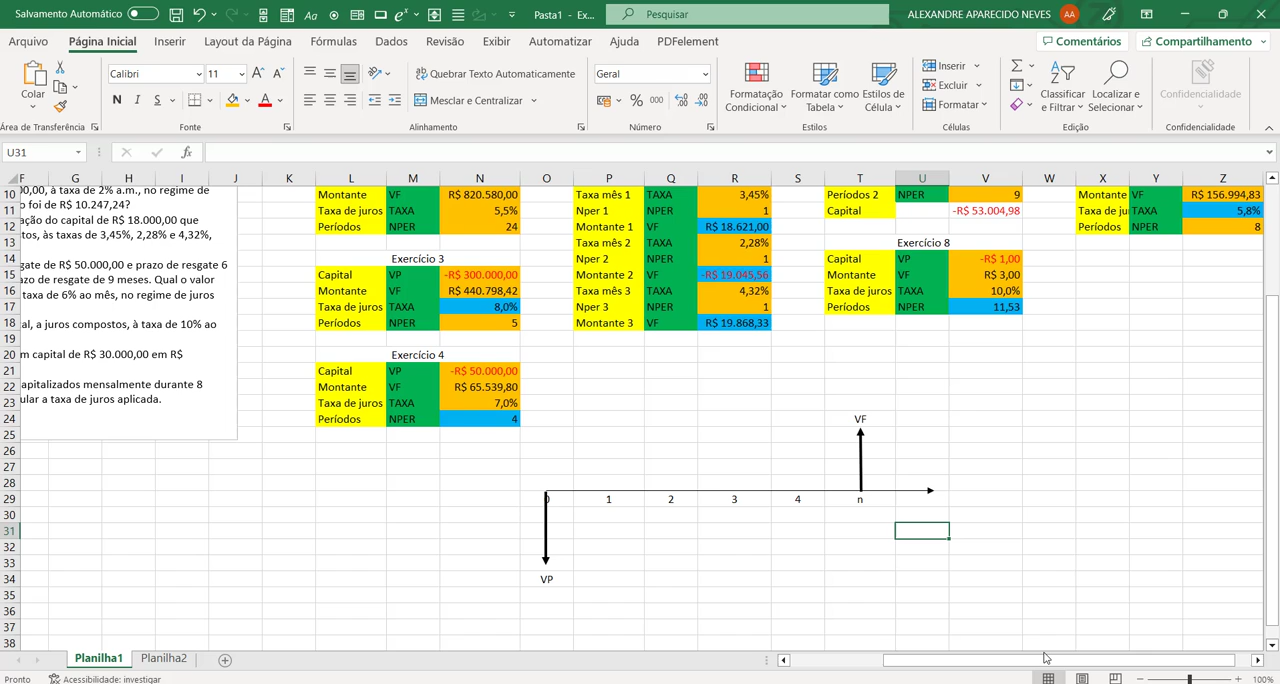 Salvamento Automático
Pasta1 - Ex...
Pesquisar
ALEXANDRE APARECIDO NEVES
AA
Arquivo
Página Inicial
Inserir
Layout da Página
Fórmulas
Dados
Revisão
Exibir
Automatizar
Ajuda
PDFelement
Comentários
Compartilhamento
Colar
Calibri
11
N I S
Quebrar Texto Automaticamente
Mesclar e Centralizar
Geral
% 000
Formatação Condicional
Formatar como Tabela
Estilos de Célula
Inserir
Excluir
Formatar
Classificar e Filtrar
Localizar e Selecionar
Confidencialidade
Área de Transferência
Fonte
Alinhamento
Número
Estilos
Células
Edição
Confidencialidade
U31
fx
F G H I J K L M N O P Q R S T U V W X Y Z
10 00,00, à taxa de 2% a.m., no regime de Montante VF R$ 820.580,00 Taxa mês 1 TAXA 3,45% Períodos 2 NPER 9 Montante VF R$ 156.994,83
o foi de R$ 10.247,24?
11 ação do capital de R$ 18.000,00 que Taxa de juros TAXA 5,5% Nper 1 NPER 1 Capital -R$ 53.004,98 Taxa de ju TAXA 5,8%
12 Períodos NPER 24 Montante 1 VF R$ 18.621,00 Períodos NPER 8
13 tos, às taxas de 3,45%, 2,28% e 4,32%, Taxa mês 2 TAXA 2,28% Exercício 8
14 Exercício 3 Nper 2 NPER 1 Capital VP -R$ 1,00
15 gate de R$ 50.000,00 e prazo de resgate 6 Capital VP -R$ 300.000,00 Montante 2 VF -R$ 19.045,56 Montante VF R$ 3,00
16 azo de resgate de 9 meses. Qual o valor Montante VF R$ 440.798,42 Taxa mês 3 TAXA 4,32% Taxa de juros TAXA 10,0%
17 taxa de 6% ao mês, no regime de juros Taxa de juros TAXA 8,0% Nper 3 NPER 1 Períodos NPER 11,53
18 al, a juros compostos, à taxa de 10% ao Períodos NPER 5 Montante 3 VF R$ 19.868,33
19
20 m capital de R$ 30.000,00 em R$ Exercício 4
21 Capital VP -R$ 50.000,00
22 apitalizados mensalmente durante 8 Montante VF R$ 65.539,80
23 ular a taxa de juros aplicada. Taxa de juros TAXA 7,0%
24 Períodos NPER 4 VF
25
26
27
28
29 0 1 2 3 4 n
30
31
32
33
34 VP
35
36
37
38
Planilha1
Planilha2
Pronto
Acessibilidade: investigar
100%